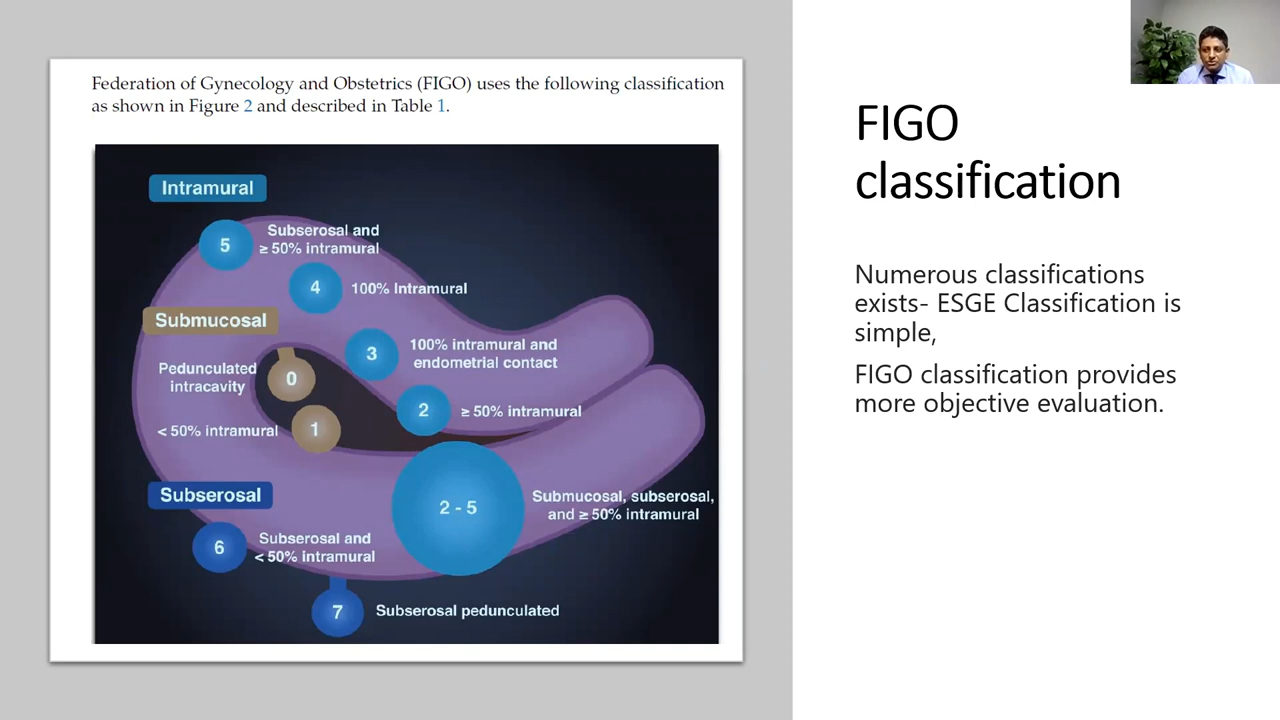 Federation of Gynecology and Obstetrics (FIGO) uses the following classification
as shown in Figure 2 and described in Table 1.
Intramural
5
Subserosal and
≥ 50% intramural
4
100% Intramural
Submucosal
3
100% intramural and
endometrial contact
Pedunculated
intracavity
0
2
≥ 50% intramural
< 50% intramural
1
Subserosal
2 - 5
Submucosal, subserosal,
and ≥ 50% intramural
6
Subserosal and
< 50% intramural
7
Subserosal pedunculated
FIGO
classification
Numerous classifications
exists- ESGE Classification is
simple,
FIGO classification provides
more objective evaluation.